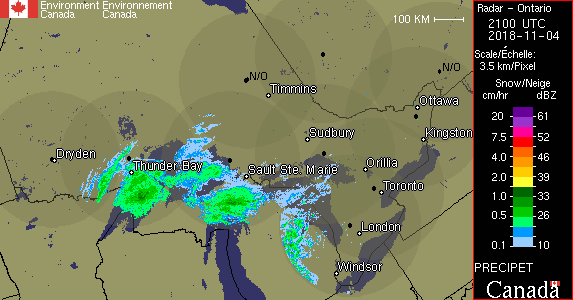 Environment Environnement
Canada Canada
100 KM
N/O
N/O
Timmins
Ottawa
Sudbury
Kingston
Dryden
Thunder Bay
Sault Ste. Marie
Orillia
Toronto
London
Windsor
Radar - Ontario
2100 UTC
2018-11-04
Scale/Échelle:
3.5 km/Pixel
Snow/Neige
cm/hr dBZ
20 61
7.5 52
4.0 46
2.0 39
1.0 33
0.5 26
0.1 10
PRECIPET
Canada